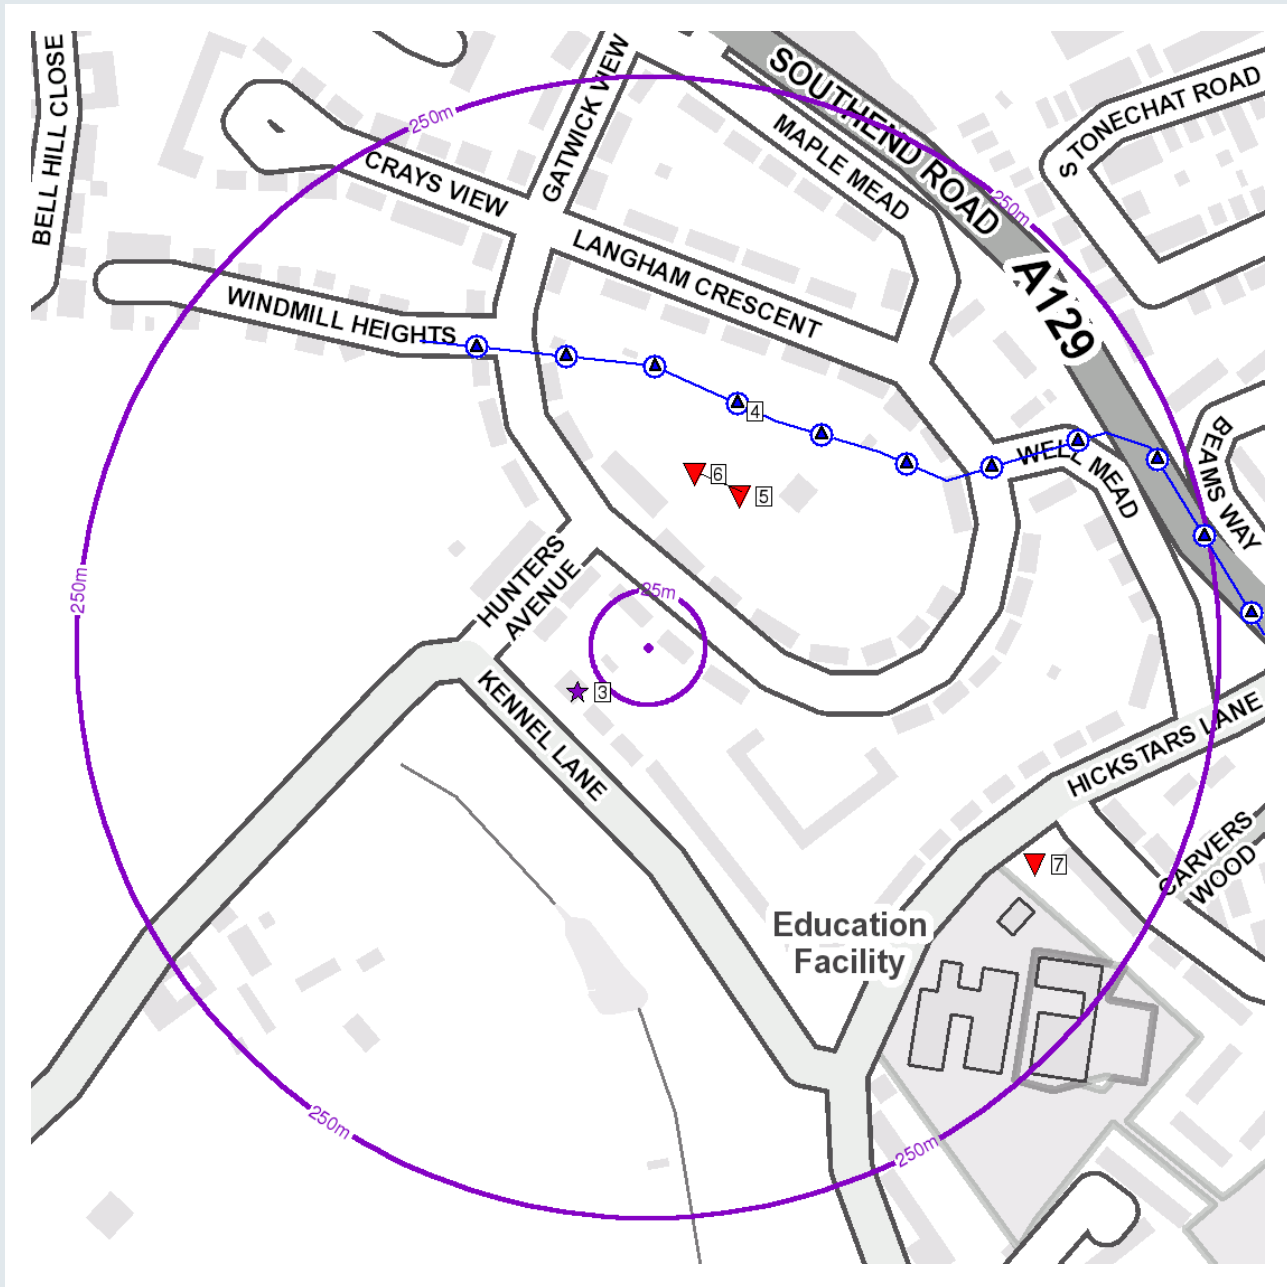 BELL HILL CLOSE
GATWICK VIEW
SOUTHEND ROAD
STONECHAT ROAD
250m
MAPLE MEAD
CRAYS VIEW
250m
LANGHAM CRESCENT
A129
WINDMILL HEIGHTS
4
BEAMS WAY
WELL MEAD
6
5
HUNTERS
AVENUE
250m
25m
3
KENNEL LANE
HICKSTARS LANE
CARVERS
WOOD
7
Education
Facility
250m
250m